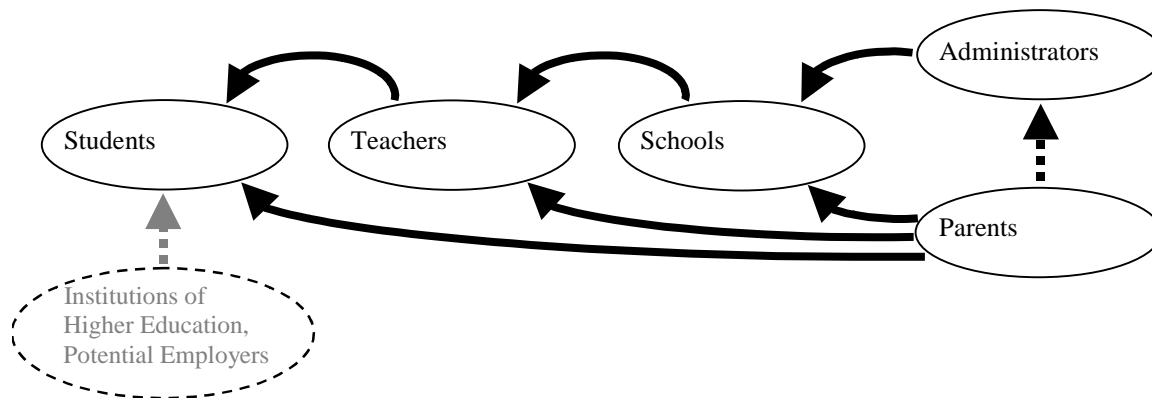 Administrators
Students
Teachers
Schools
Parents
Institutions of
Higher Education,
Potential Employers